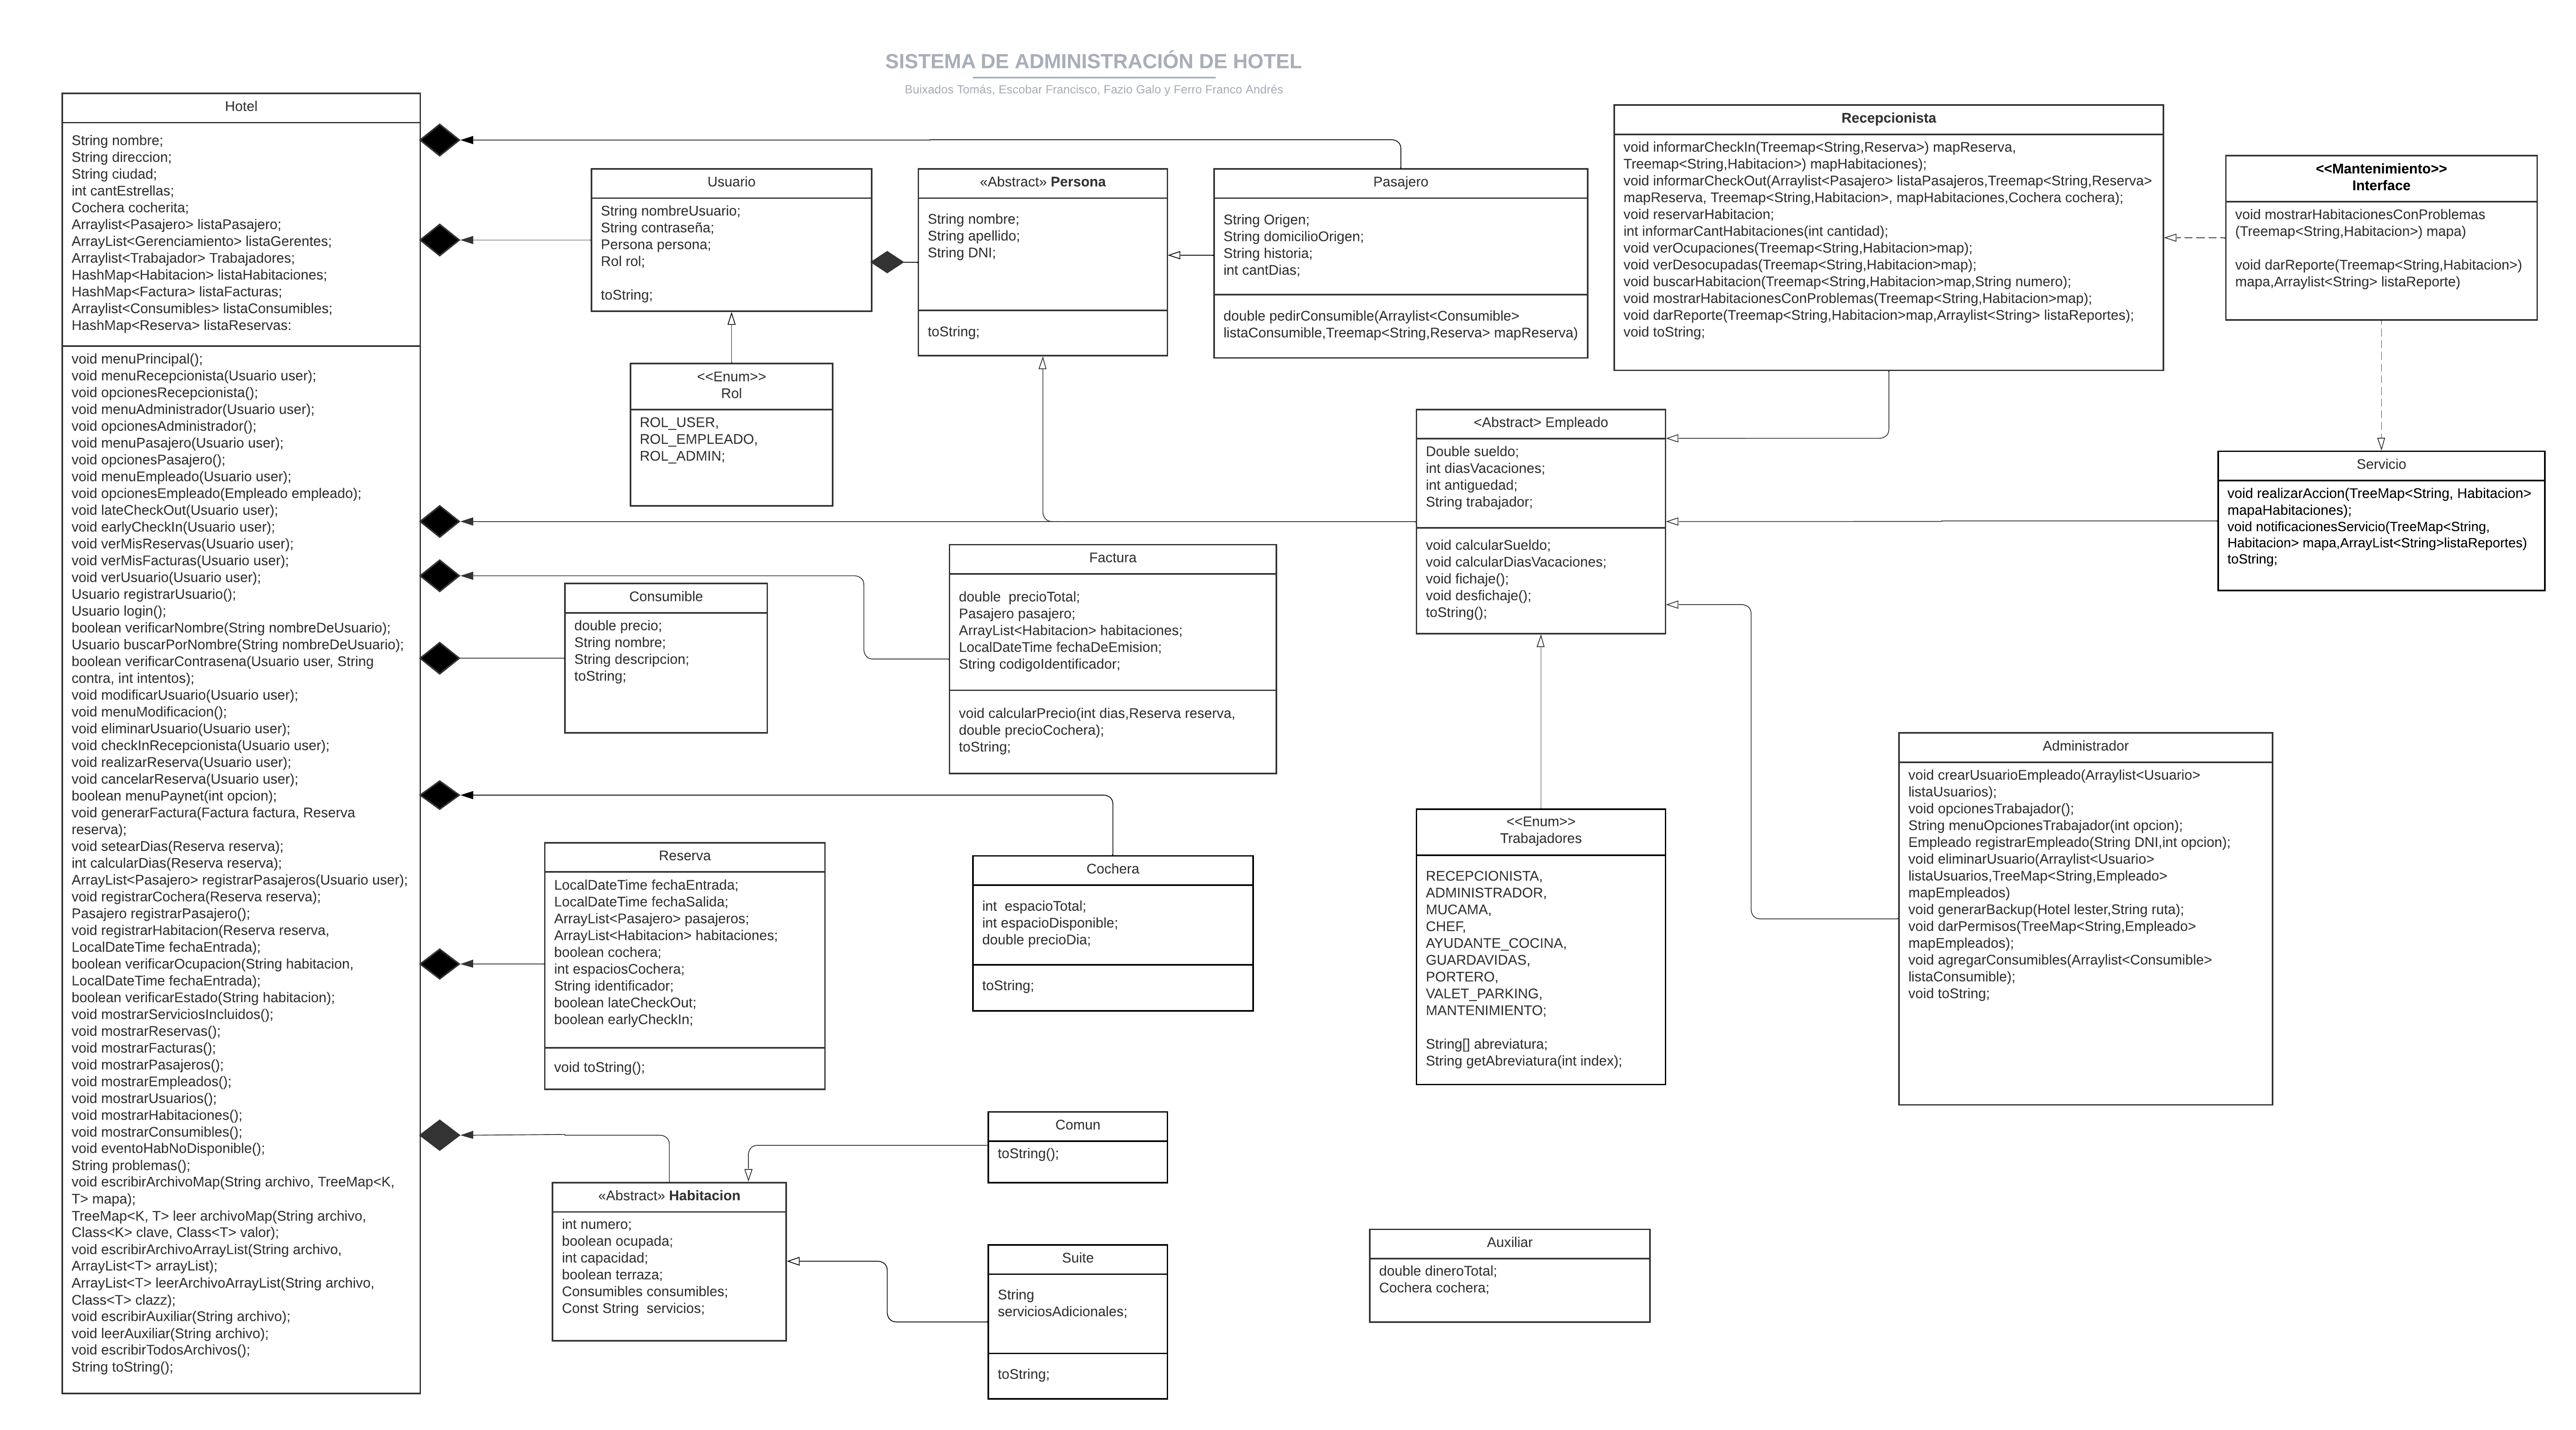 SISTEMA DE ADMINISTRACIÓN DE HOTEL
Buixados Tomás, Escobar Francisco, Fazio Galo y Ferro Franco Andrés
Hotel
String nombre;
String direccion;
String ciudad;
int cantEstrellas;
Cochera cocherita;
Arraylist<Pasajero> listaPasajero;
ArrayList<Gerenciamiento> listaGerentes;
Arraylist<Trabajador> Trabajadores;
HashMap<Habitacion> listaHabitaciones;
HashMap<Factura> listaFacturas;
Arraylist<Consumibles> listaConsumibles;
HashMap<Reserva> listaReservas:
void menuPrincipal();
void menuRecepcionista(Usuario user);
void opcionesRecepcionista();
void menuAdministrador(Usuario user);
void opcionesAdministrador();
void menuPasajero(Usuario user);
void opcionesPasajero();
void menuEmpleado(Usuario user);
void opcionesEmpleado(Empleado empleado);
void lateCheckOut(Usuario user);
void earlyCheckIn(Usuario user);
void verMisReservas(Usuario user);
void verMisFacturas(Usuario user);
void verUsuario(Usuario user);
Usuario registrarUsuario();
Usuario login();
boolean verificarNombre(String nombreDeUsuario);
Usuario buscarPorNombre(String nombreDeUsuario);
boolean verificarContrasena(Usuario user, String
contra, int intentos);
void modificarUsuario(Usuario user);
void menuModificacion();
void eliminarUsuario(Usuario user);
void checkInRecepcionista(Usuario user);
void realizarReserva(Usuario user);
void cancelarReserva(Usuario user);
boolean menuPaynet(int opcion);
void generarFactura(Factura factura, Reserva
reserva);
void setearDias(Reserva reserva);
int calcularDias(Reserva reserva);
ArrayList<Pasajero> registrarPasajeros(Usuario user);
void registrarCochera(Reserva reserva);
Pasajero registrarPasajero();
void registrarHabitacion(Reserva reserva,
LocalDateTime fechaEntrada);
boolean verificarOcupacion(String habitacion,
LocalDateTime fechaEntrada);
boolean verificarEstado(String habitacion);
void mostrarServiciosIncluidos();
void mostrarReservas();
void mostrarFacturas();
void mostrarPasajeros();
void mostrarEmpleados();
void mostrarUsuarios();
void mostrarHabitaciones();
void mostrarConsumibles();
void eventoHabNoDisponible();
String problemas();
void escribirArchivoMap(String archivo, TreeMap<K,
T> mapa);
TreeMap<K, T> leer archivoMap(String archivo,
Class<K> clave, Class<T> valor);
void escribirArchivoArrayList(String archivo,
ArrayList<T> arrayList);
ArrayList<T> leerArchivoArrayList(String archivo,
Class<T> clazz);
void escribirAuxiliar(String archivo);
void leerAuxiliar(String archivo);
void escribirTodosArchivos();
String toString();
Usuario
String nombreUsuario;
String contraseña;
Persona persona;
Rol rol;
toString;
«Abstract» Persona
String nombre;
String apellido;
String DNI;
toString;
Pasajero
String Origen;
String domicilioOrigen;
String historia;
int cantDias;
double pedirConsumible(Arraylist<Consumible>
listaConsumible,Treemap<String,Reserva> mapReserva)
Recepcionista
void informarCheckIn(Treemap<String,Reserva>) mapReserva,
Treemap<String,Habitacion>) mapHabitaciones);
void informarCheckOut(Arraylist<Pasajero> listaPasajeros,Treemap<String,Reserva>
mapReserva, Treemap<String,Habitacion>, mapHabitaciones,Cochera cochera);
void reservarHabitacion;
int informarCantHabitaciones(int cantidad);
void verOcupaciones(Treemap<String,Habitacion>map);
void verDesocupadas(Treemap<String,Habitacion>map);
void buscarHabitacion(Treemap<String,Habitacion>map,String numero);
void mostrarHabitacionesConProblemas(Treemap<String,Habitacion>map);
void darReporte(Treemap<String,Habitacion>map,Arraylist<String> listaReportes);
void toString;
<<Mantenimiento>>
Interface
void mostrarHabitacionesConProblemas
(Treemap<String,Habitacion>) mapa)
void darReporte(Treemap<String,Habitacion>)
mapa,Arraylist<String> listaReporte)
<<Enum>>
Rol
ROL_USER,
ROL_EMPLEADO,
ROL_ADMIN;
<Abstract> Empleado
Double sueldo;
int diasVacaciones;
int antiguedad;
String trabajador;
void calcularSueldo;
void calcularDiasVacaciones;
void fichaje();
void desfichaje();
toString();
Servicio
void realizarAccion(TreeMap<String, Habitacion>
mapaHabitaciones);
void notificacionesServicio(TreeMap<String,
Habitacion> mapa,ArrayList<String>listaReportes)
toString;
Factura
double  precioTotal;
Pasajero pasajero;
ArrayList<Habitacion> habitaciones;
LocalDateTime fechaDeEmision;
String codigoIdentificador;
void calcularPrecio(int dias,Reserva reserva,
double precioCochera);
toString;
Consumible
double precio;
String nombre;
String descripcion;
toString;
Administrador
void crearUsuarioEmpleado(Arraylist<Usuario>
listaUsuarios);
void opcionesTrabajador();
String menuOpcionesTrabajador(int opcion);
Empleado registrarEmpleado(String DNI,int opcion);
void eliminarUsuario(Arraylist<Usuario>
listaUsuarios,TreeMap<String,Empleado>
mapEmpleados)
void generarBackup(Hotel lester,String ruta);
void darPermisos(TreeMap<String,Empleado>
mapEmpleados);
void agregarConsumibles(Arraylist<Consumible>
listaConsumible);
void toString;
<<Enum>>
Trabajadores
RECEPCIONISTA,
ADMINISTRADOR,
MUCAMA,
CHEF,
AYUDANTE_COCINA,
GUARDAVIDAS,
PORTERO,
VALET_PARKING,
MANTENIMIENTO;
String[] abreviatura;
String getAbreviatura(int index);
Reserva
LocalDateTime fechaEntrada;
LocalDateTime fechaSalida;
ArrayList<Pasajero> pasajeros;
ArrayList<Habitacion> habitaciones;
boolean cochera;
int espaciosCochera;
String identificador;
boolean lateCheckOut;
boolean earlyCheckIn;
void toString();
Cochera
int  espacioTotal;
int espacioDisponible;
double precioDia;
toString;
Comun
toString();
«Abstract» Habitacion
int numero;
boolean ocupada;
int capacidad;
boolean terraza;
Consumibles consumibles;
Const String  servicios;
Suite
String
serviciosAdicionales;
toString;
Auxiliar
double dineroTotal;
Cochera cochera;